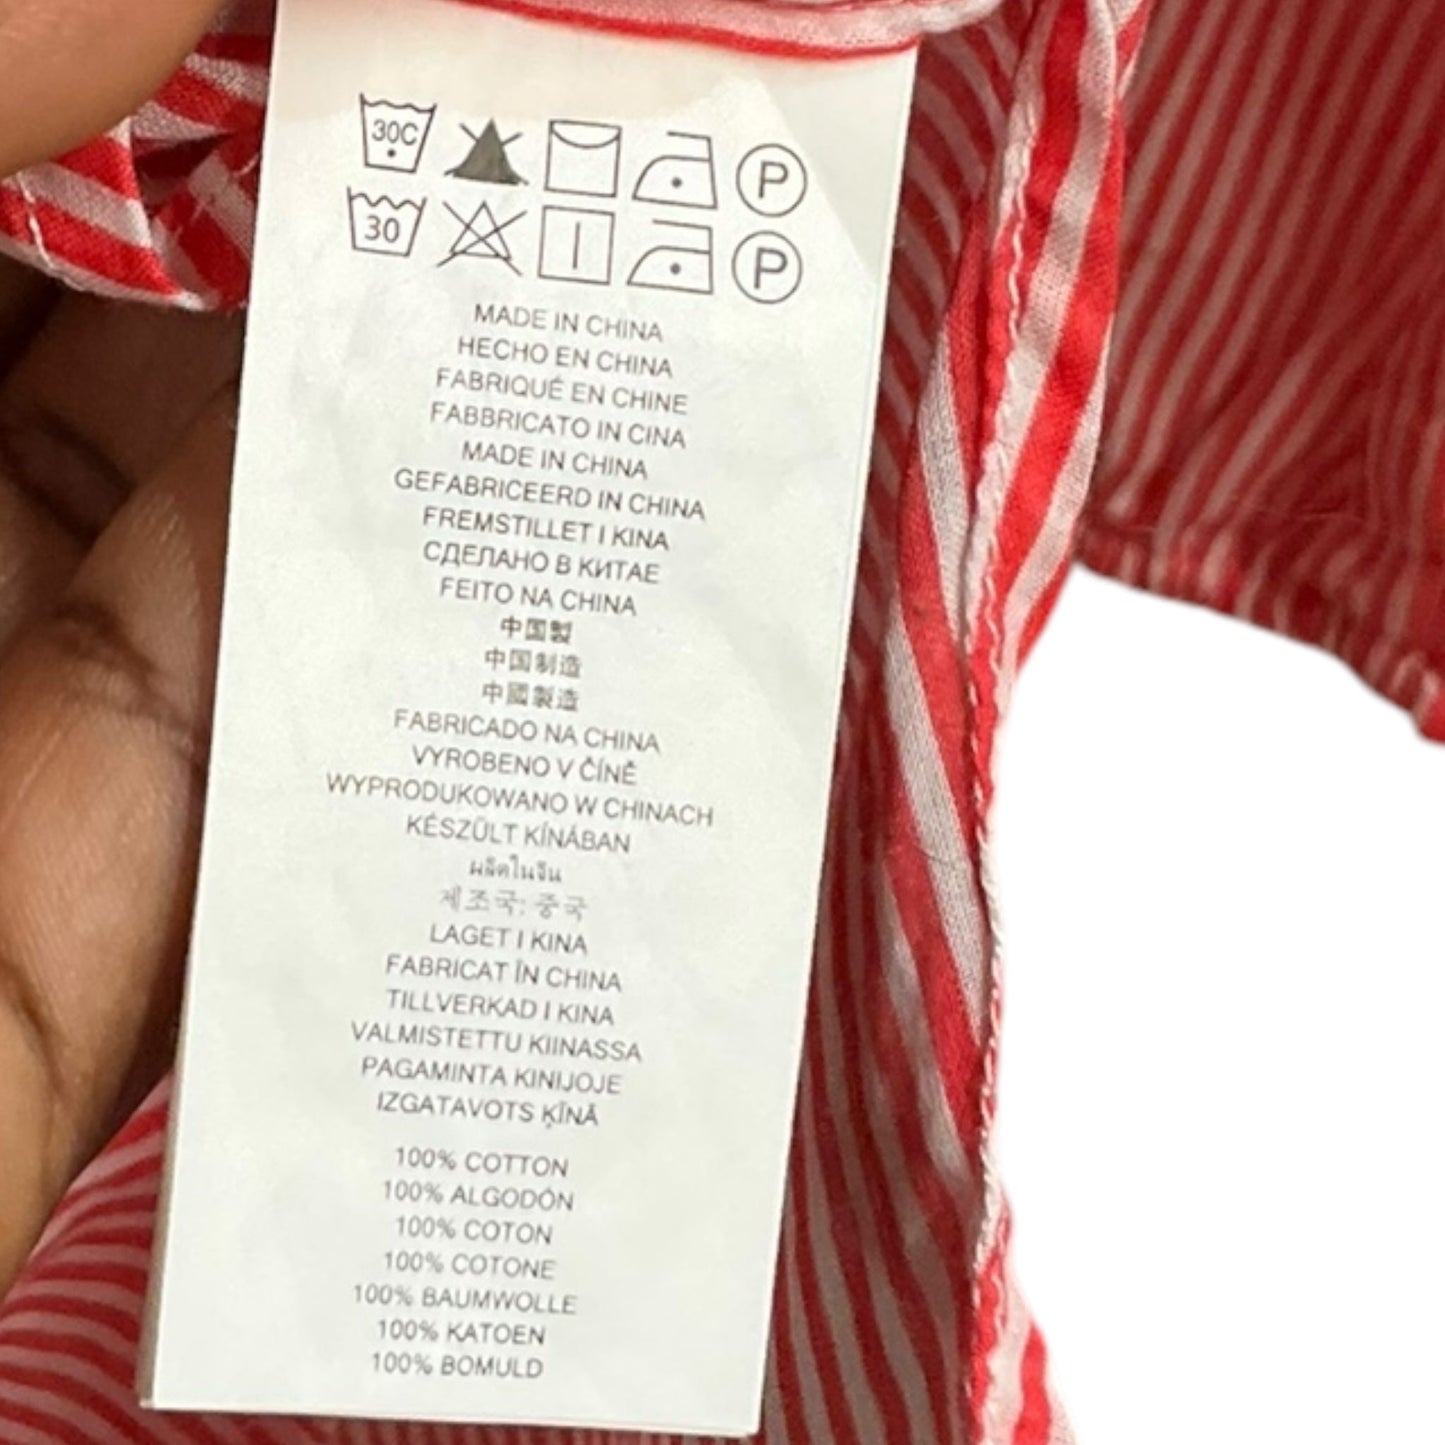 30C P
30 P
MADE IN CHINA
HECHO EN CHINA
FABRIQUÉ EN CHINE
FABBRICATO IN CINA
MADE IN CHINA
GEFABRICEERD IN CHINA
FREMSTILLET I KINA
СДЕЛАНО В КИТАЕ
FEITO NA CHINA
中国製
中国制造
中國製造
FABRICADO NA CHINA
VYROBENO V ČÍNĚ
WYPRODUKOWANO W CHINACH
KÉSZÜLT KÍNÁBAN
ผลิตในจีน
제조국: 중국
LAGET I KINA
FABRICAT ÎN CHINA
TILLVERKAD I KINA
VALMISTETTU KIINASSA
PAGAMINTA KINIJOJE
IZGATAVOTS ĶĪNĀ
100% COTTON
100% ALGODÓN
100% COTON
100% COTONE
100% BAUMWOLLE
100% KATOEN
100% BOMULD